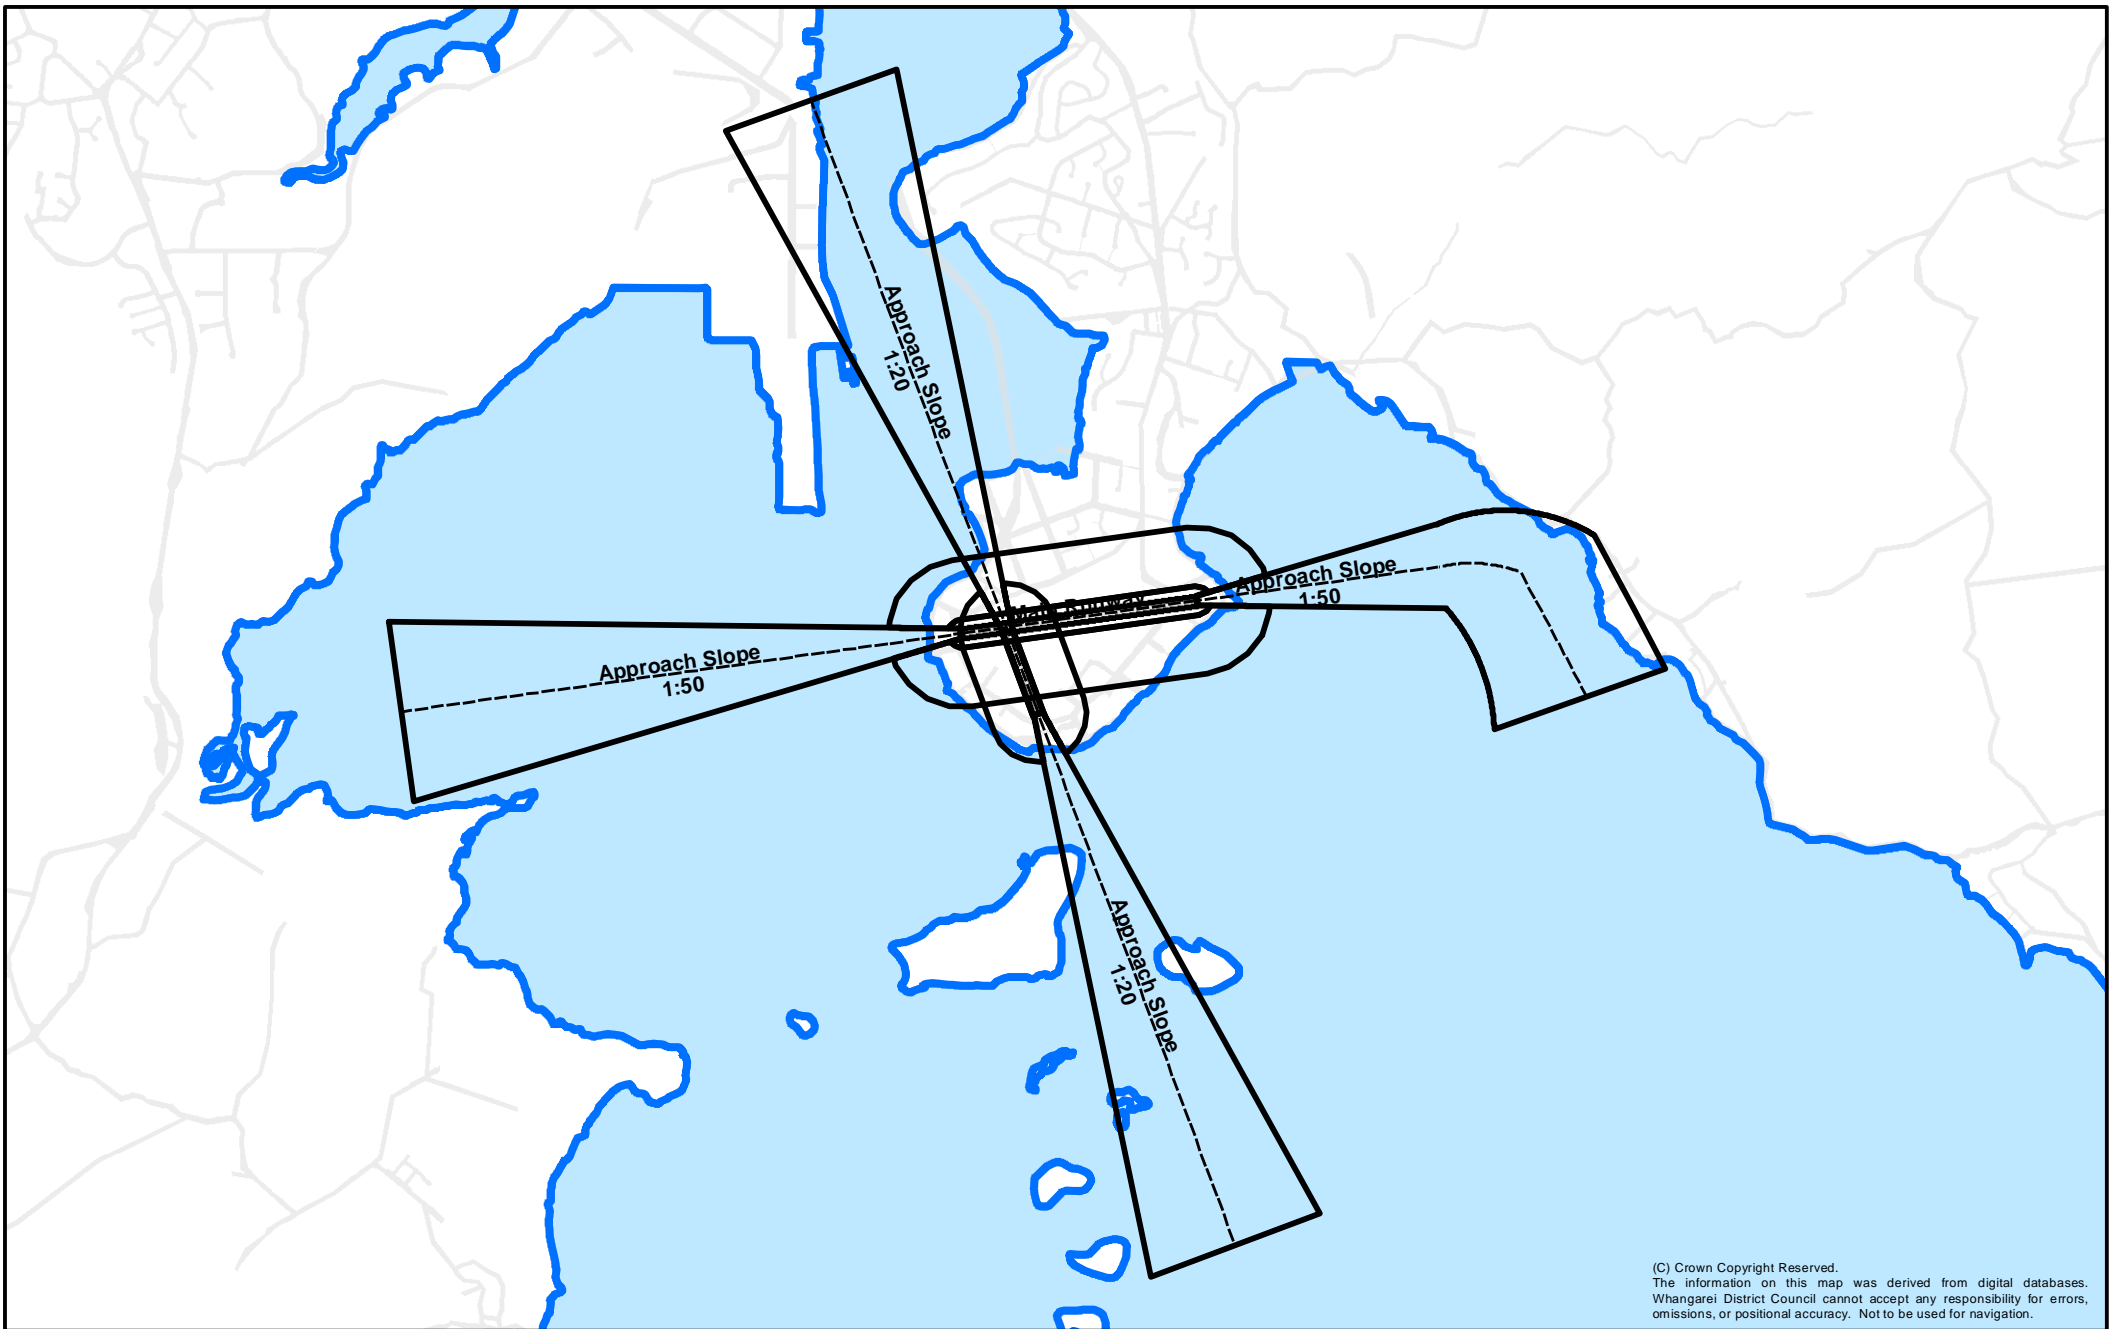 Approach Slope
1:20
Main Runway
Approach Slope
1:50
Approach Slope
1:50
Approach Slope
1:20
(C) Crown Copyright Reserved.
The information on this map was derived from digital databases.
Whangarei District Council cannot accept any responsibility for errors,
omissions, or positional accuracy. Not to be used for navigation.